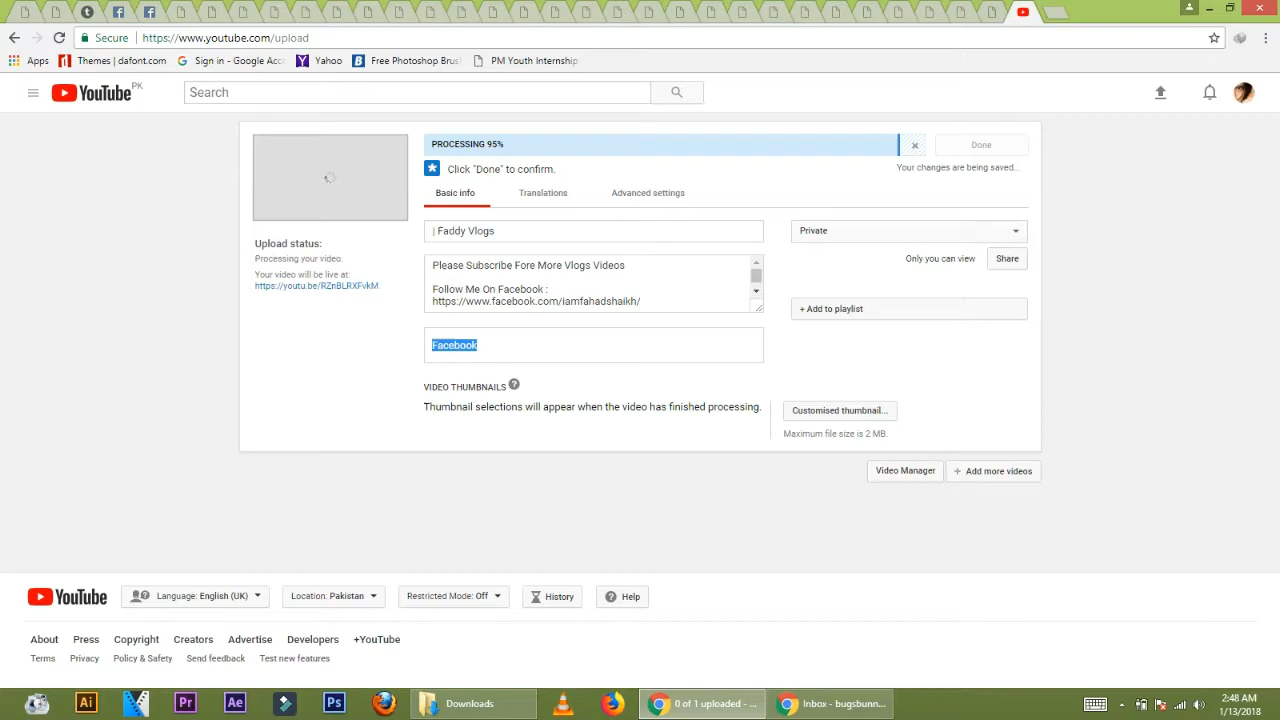 Secure https://www.youtube.com/upload
Apps Themes | dafont.com Sign in - Google Acc Yahoo Free Photoshop Brus PM Youth Internship
YouTube PK Search
PROCESSING 95% Done
Click "Done" to confirm. Your changes are being saved...
Basic info Translations Advanced settings
| Faddy Vlogs Private
Upload status: Please Subscribe Fore More Vlogs Videos Only you can view Share
Processing your video.
Your video will be live at: Follow Me On Facebook :
https://youtu.be/RZnBLRXFvkM https://www.facebook.com/iamfahadshaikh/ + Add to playlist
Facebook
VIDEO THUMBNAILS ?
Thumbnail selections will appear when the video has finished processing. Customised thumbnail...
Maximum file size is 2 MB.
Video Manager + Add more videos
YouTube Language: English (UK) Location: Pakistan Restricted Mode: Off History Help
About Press Copyright Creators Advertise Developers +YouTube
Terms Privacy Policy & Safety Send feedback Test new features
Ai Pr Ae Ps Downloads 0 of 1 uploaded - ... Inbox - bugsbunn... 2:48 AM
1/13/2018